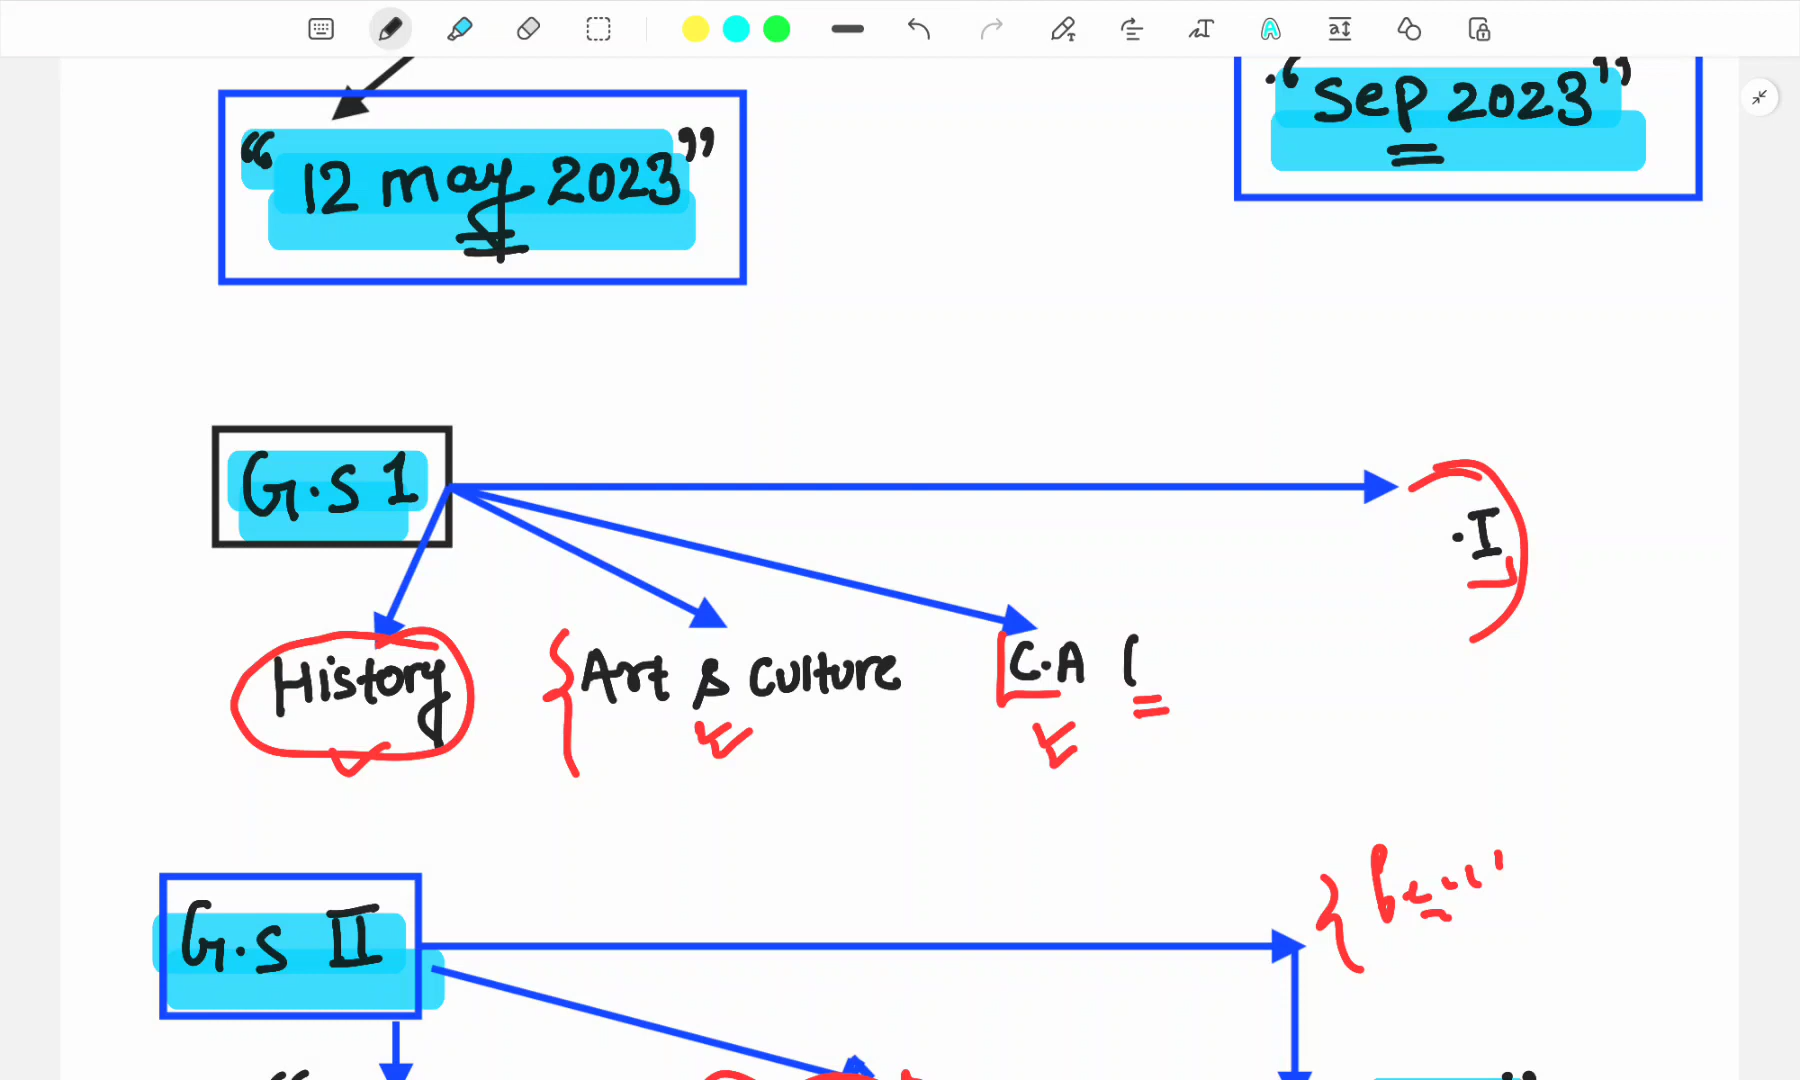 “ 12 may 2023 ”
“ Sep 2023 ”
G.S 1
. I
History
Art & Culture
C.A (
G.S II